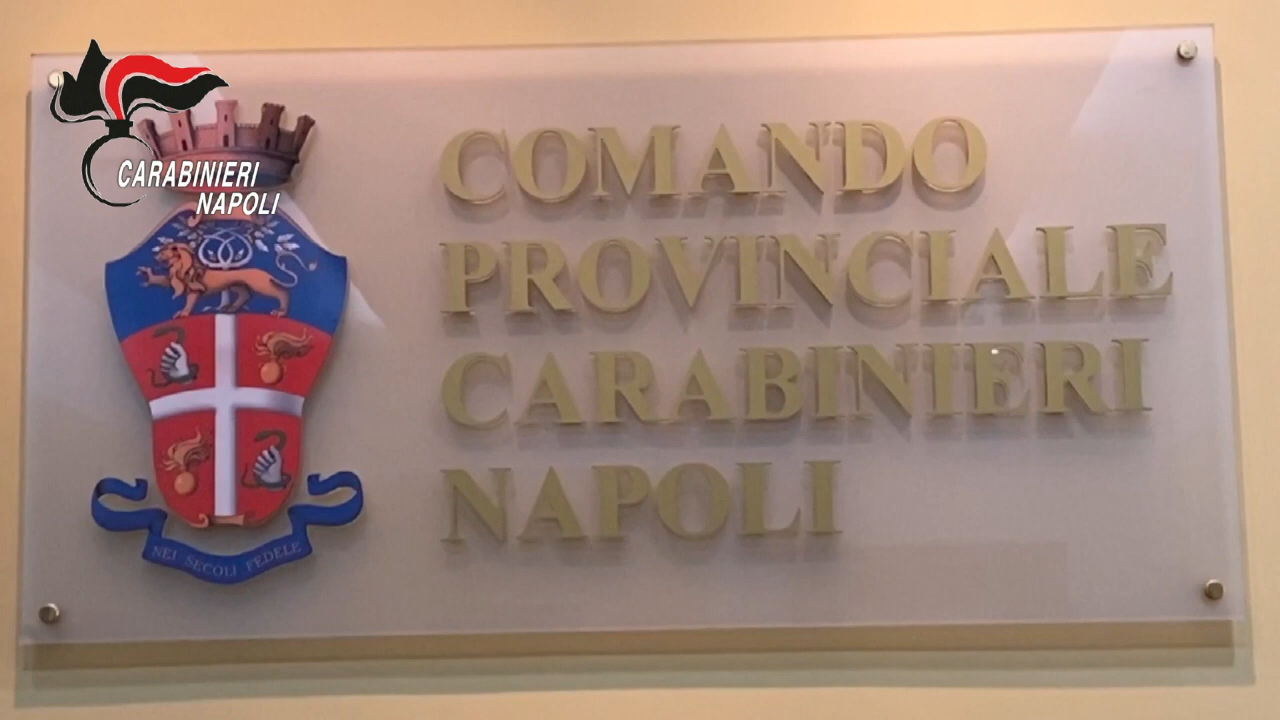 CARABINIERI
NAPOLI
COMANDO
PROVINCIALE
CARABINIERI
NAPOLI
NEI SECOLI FEDELE